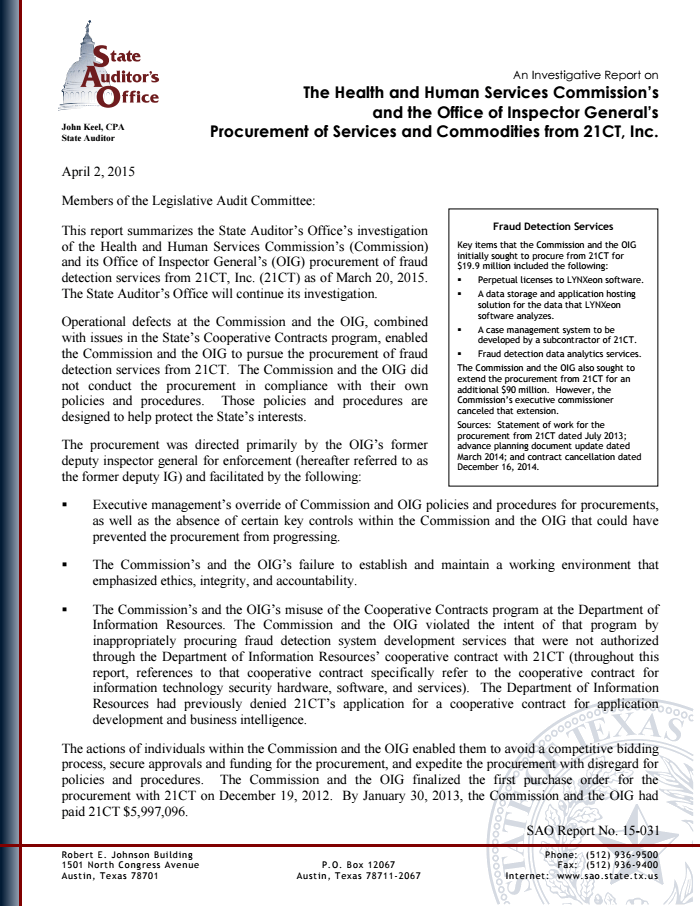 State
Auditor's
Office
John Keel, CPA
State Auditor
An Investigative Report on
The Health and Human Services Commission's
and the Office of Inspector General's
Procurement of Services and Commodities from 21CT, Inc.
April 2, 2015
Members of the Legislative Audit Committee:
This report summarizes the State Auditor's Office's investigation
of the Health and Human Services Commission's (Commission)
and its Office of Inspector General's (OIG) procurement of fraud
detection services from 21CT, Inc. (21CT) as of March 20, 2015.
The State Auditor's Office will continue its investigation.
Operational defects at the Commission and the OIG, combined
with issues in the State's Cooperative Contracts program, enabled
the Commission and the OIG to pursue the procurement of fraud
detection services from 21CT. The Commission and the OIG did
not conduct the procurement in compliance with their own
policies and procedures. Those policies and procedures are
designed to help protect the State's interests.
The procurement was directed primarily by the OIG's former
deputy inspector general for enforcement (hereafter referred to as
the former deputy IG) and facilitated by the following:
Fraud Detection Services
Key items that the Commission and the OIG
initially sought to procure from 21CT for
$19.9 million included the following:
▪ Perpetual licenses to LYNXeon software.
▪ A data storage and application hosting
solution for the data that LYNXeon
software analyzes.
▪ A case management system to be
developed by a subcontractor of 21CT.
▪ Fraud detection data analytics services.
The Commission and the OIG also sought to
extend the procurement from 21CT for an
additional $90 million. However, the
Commission's executive commissioner
canceled that extension.
Sources: Statement of work for the
procurement from 21CT dated July 2013;
advance planning document update dated
March 2014; and contract cancellation dated
December 16, 2014.
▪ Executive management's override of Commission and OIG policies and procedures for procurements,
as well as the absence of certain key controls within the Commission and the OIG that could have
prevented the procurement from progressing.
▪ The Commission's and the OIG's failure to establish and maintain a working environment that
emphasized ethics, integrity, and accountability.
▪ The Commission's and the OIG's misuse of the Cooperative Contracts program at the Department of
Information Resources. The Commission and the OIG violated the intent of that program by
inappropriately procuring fraud detection system development services that were not authorized
through the Department of Information Resources' cooperative contract with 21CT (throughout this
report, references to that cooperative contract specifically refer to the cooperative contract for
information technology security hardware, software, and services). The Department of Information
Resources had previously denied 21CT's application for a cooperative contract for application
development and business intelligence.
The actions of individuals within the Commission and the OIG enabled them to avoid a competitive bidding
process, secure approvals and funding for the procurement, and expedite the procurement with disregard for
policies and procedures. The Commission and the OIG finalized the first purchase order for the
procurement with 21CT on December 19, 2012. By January 30, 2013, the Commission and the OIG had
paid 21CT $5,997,096.
SAO Report No. 15-031
Robert E. Johnson Building
1501 North Congress Avenue
Austin, Texas 78701
P.O. Box 12067
Austin, Texas 78711-2067
Phone: (512) 936-9500
Fax: (512) 936-9400
Internet: www.sao.state.tx.us
STATE OF TEXAS